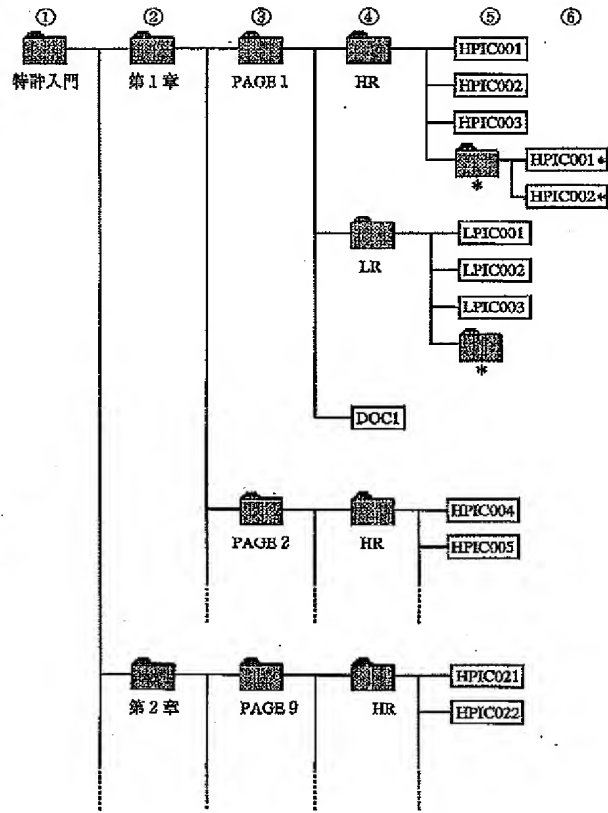 ① ② ③ ④ ⑤ ⑥
特許入門 第1章 PAGE 1 HR HPIC001
HPIC002
HPIC003
* HPIC001*
HPIC002*
LR LPIC001
LPIC002
LPIC003
*
DOC1
PAGE 2 HR HPIC004
HPIC005
第2章 PAGE 9 HR HPIC021
HPIC022